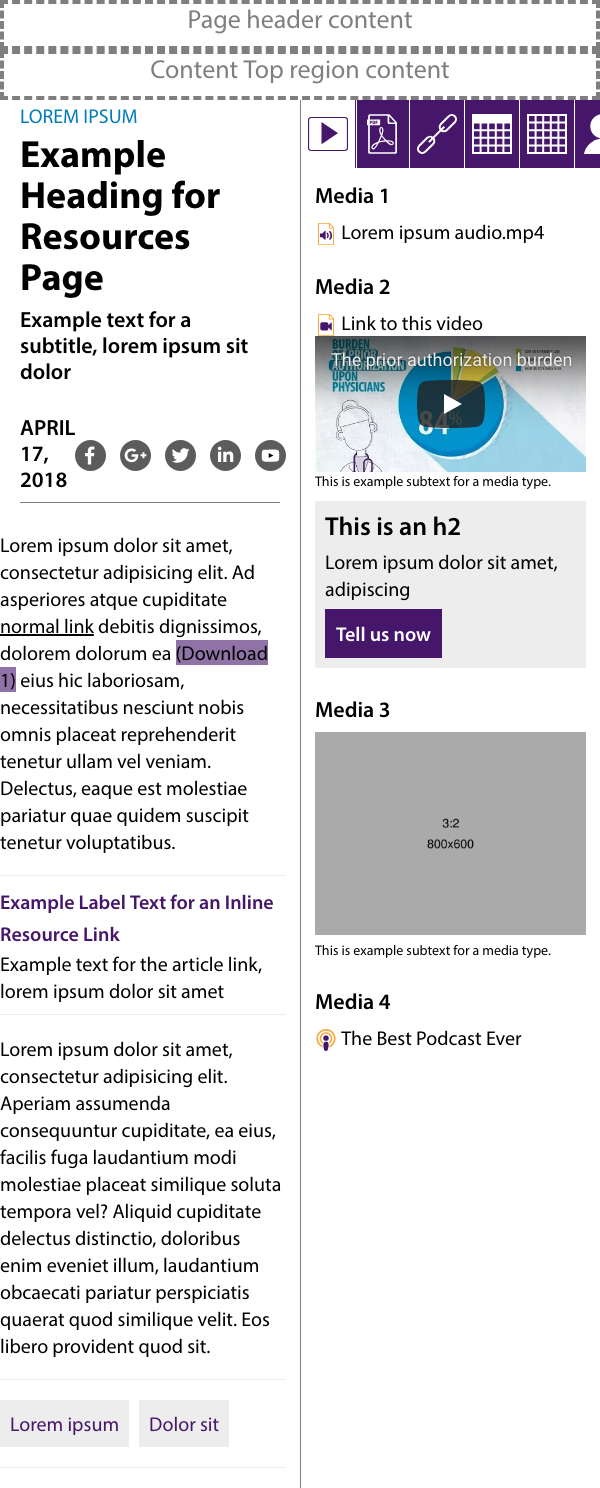 Page header content
Content Top region content
LOREM IPSUM
Example
Heading for
Resources
Page
Example text for a
subtitle, lorem ipsum sit
dolor
APRIL
17,
2018
Lorem ipsum dolor sit amet,
consectetur adipisicing elit. Ad
asperiores atque cupiditate
normal link debitis dignissimos,
dolorem dolorum ea (Download
1) eius hic laboriosam,
necessitatibus nesciunt nobis
omnis placeat reprehenderit
tenetur ullam vel veniam.
Delectus, eaque est molestiae
pariatur quae quidem suscipit
tenetur voluptatibus.
Example Label Text for an Inline
Resource Link
Example text for the article link,
lorem ipsum dolor sit amet
Lorem ipsum dolor sit amet,
consectetur adipisicing elit.
Aperiam assumenda
consequuntur cupiditate, ea eius,
facilis fuga laudantium modi
molestiae placeat similique soluta
tempora vel? Aliquid cupiditate
delectus distinctio, doloribus
enim eveniet illum, laudantium
obcaecati pariatur perspiciatis
quaerat quod similique velit. Eos
libero provident quod sit.
Lorem ipsum
Dolor sit
PDF
Media 1
Lorem ipsum audio.mp4
Media 2
Link to this video
The prior authorization burden
BURDEN
AUTHORIZATION
UPON
PHYSICIANS
84%
This is example subtext for a media type.
This is an h2
Lorem ipsum dolor sit amet,
adipiscing
Tell us now
Media 3
3:2
800x600
This is example subtext for a media type.
Media 4
The Best Podcast Ever